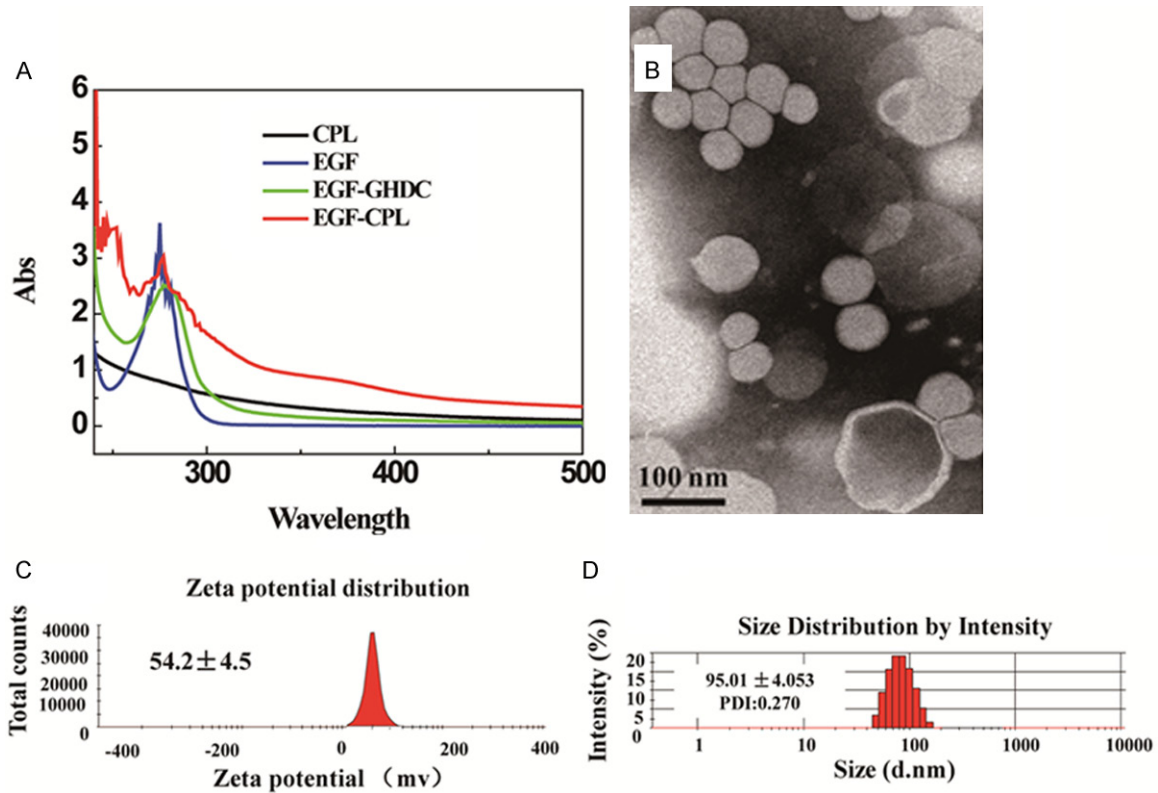 A
6
5
4
3
2
1
0
Abs
CPL
EGF
EGF-GHDC
EGF-CPL
300
400
500
Wavelength
B
100 nm
C
Zeta potential distribution
Total counts
40000
30000
20000
10000
0
54.2±4.5
-400
-200
0
200
400
Zeta potential (mv)
D
Size Distribution by Intensity
Intensity (%)
20
15
10
5
0
95.01 ±4.053
PDI:0.270
1
10
100
1000
10000
Size (d.nm)